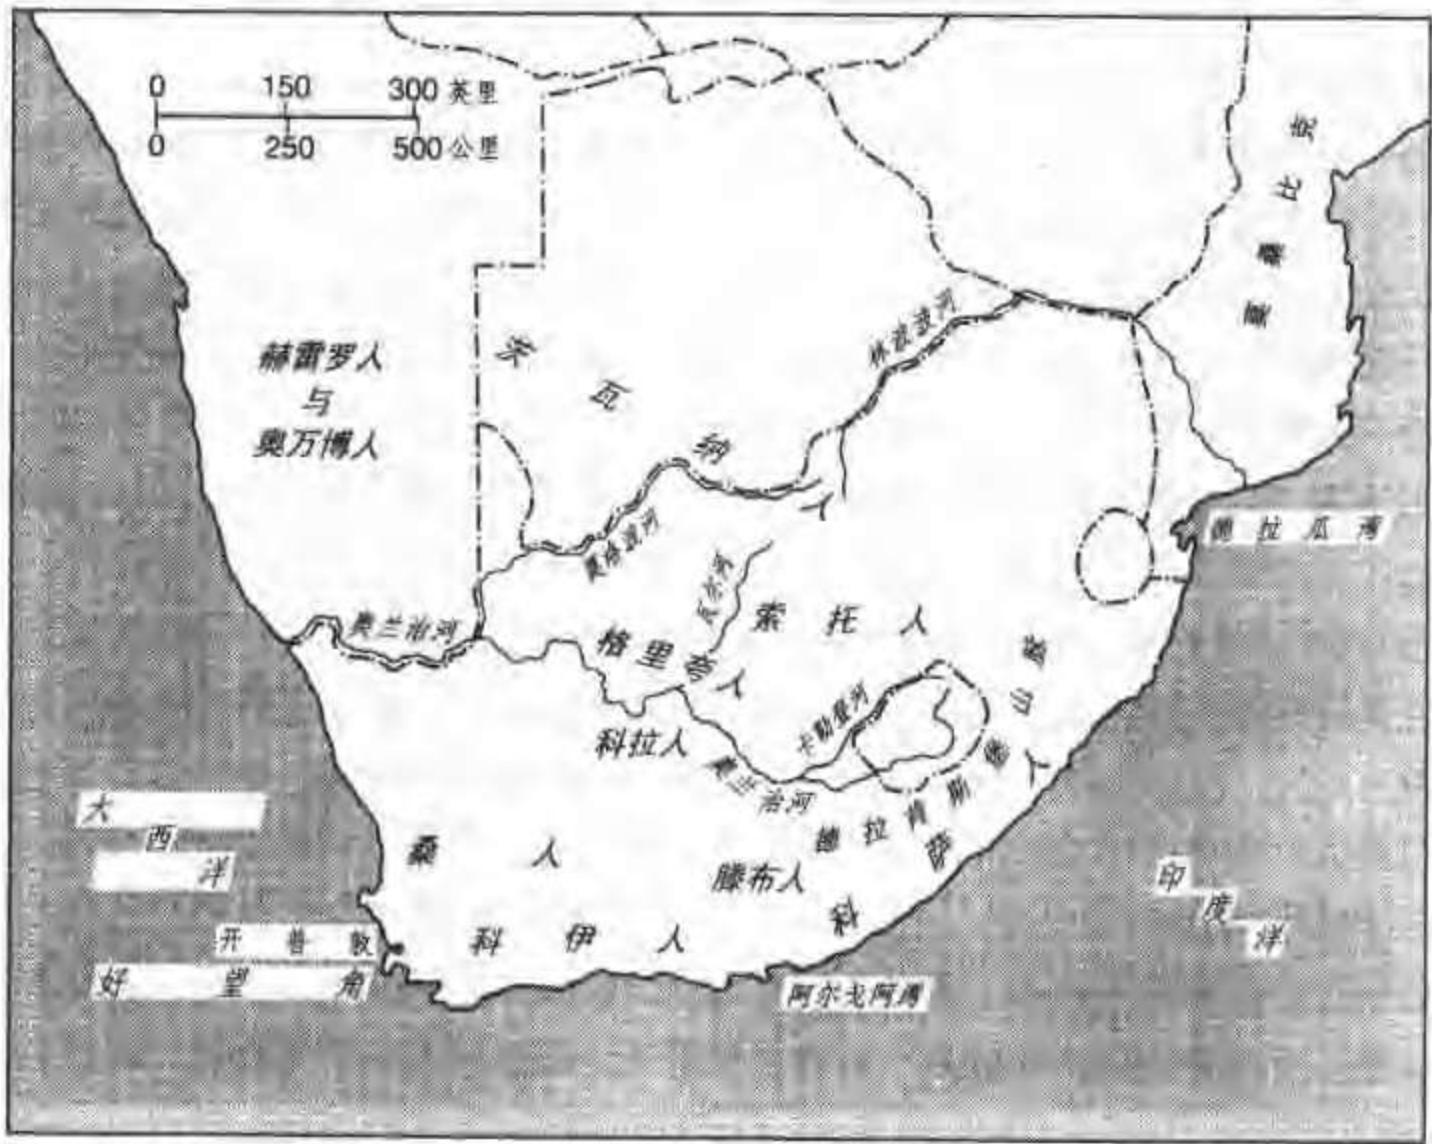 0 150 300 英里
0 250 500 公里
莫桑比克
林波波河
赫雷罗人
与
奥万博人
茨瓦纳人
莫洛波河
德拉瓜湾
瓦尔河
奥兰治河
索托人
格里夸人
卡勒登河
科拉人
奥兰治河
德拉肯斯堡山脉
大西洋
桑人
滕布人
科萨人
印度洋
开普敦
科伊人
好望角
阿尔戈阿湾